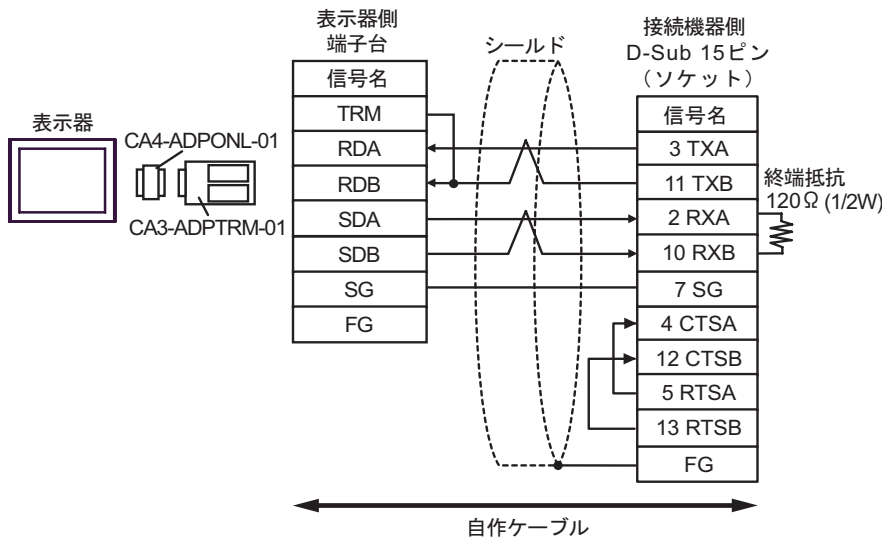 表示器
CA4-ADPONL-01
CA3-ADPTRM-01
表示器側
端子台
信号名
TRM
RDA
RDB
SDA
SDB
SG
FG
シールド
接続機器側
D-Sub 15ピン
（ソケット）
信号名
3 TXA
11 TXB
2 RXA
10 RXB
7 SG
4 CTSA
12 CTSB
5 RTSA
13 RTSB
FG
終端抵抗
120Ω (1/2W)
自作ケーブル